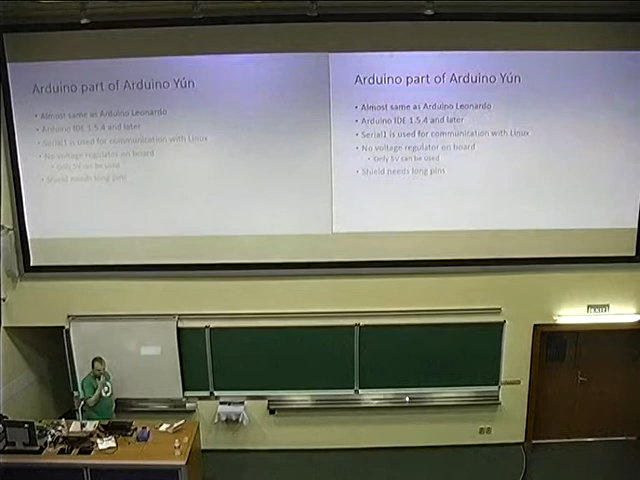 Arduino part of Arduino Yún
• Almost same as Arduino Leonardo
• Arduino IDE 1.5.4 and later
• Serial1 is used for communication with Linux
• No voltage regulator on board
• Only 5V can be used
• Shield needs long pins
Arduino part of Arduino Yún
• Almost same as Arduino Leonardo
• Arduino IDE 1.5.4 and later
• Serial1 is used for communication with Linux
• No voltage regulator on board
• Only 5V can be used
• Shield needs long pins
EXIT